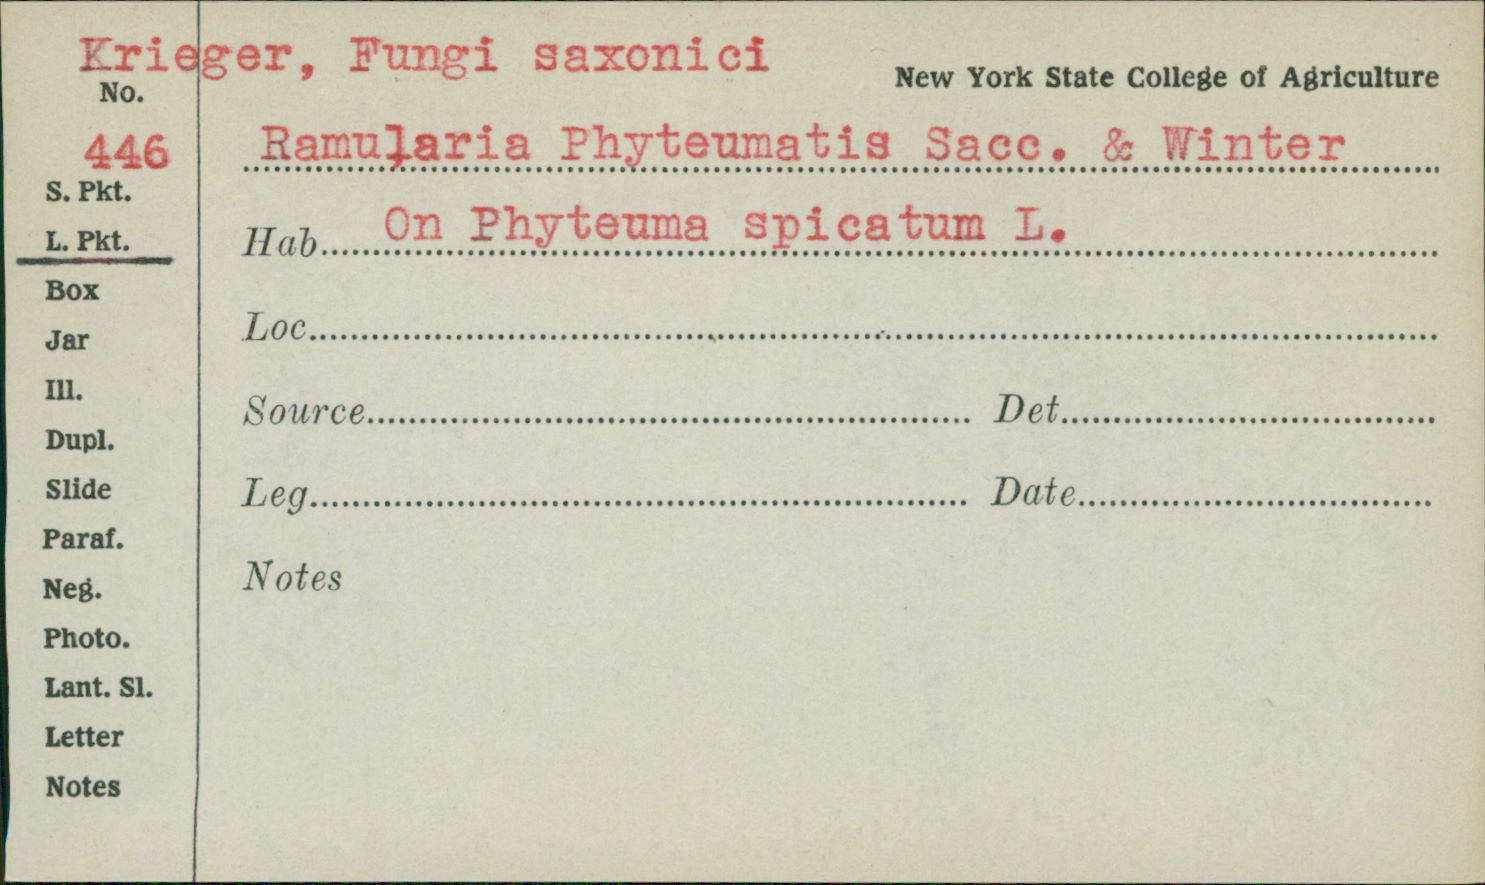 Krieger, Fungi saxonici
New York State College of Agriculture
No.
446
Ramularia Phyteumatis Sacc. & Winter
S. Pkt.
L. Pkt.
Hab. On Phyteuma spicatum L.
Box
Loc.
Jar
Ill.
Source Det.
Dupl.
Slide
Leg. Date
Paraf.
Neg.
Notes
Photo.
Lant. Sl.
Letter
Notes